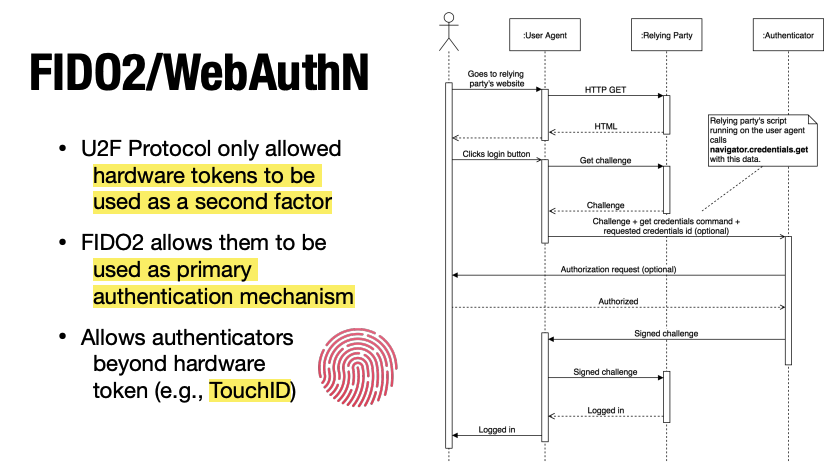 FIDO2/WebAuthN
• U2F Protocol only allowed
hardware tokens to be
used as a second factor
• FIDO2 allows them to be
used as primary
authentication mechanism
• Allows authenticators
beyond hardware
token (e.g., TouchID)
:User Agent
:Relying Party
:Authenticator
Goes to relying
party's website
HTTP GET
HTML
Relying party's script
running on the user agent
calls
navigator.credentials.get
with this data.
Clicks login button
Get challenge
Challenge
Challenge + get credentials command +
requested credentials id (optional)
Authorization request (optional)
Authorized
Signed challenge
Signed challenge
Logged in
Logged in